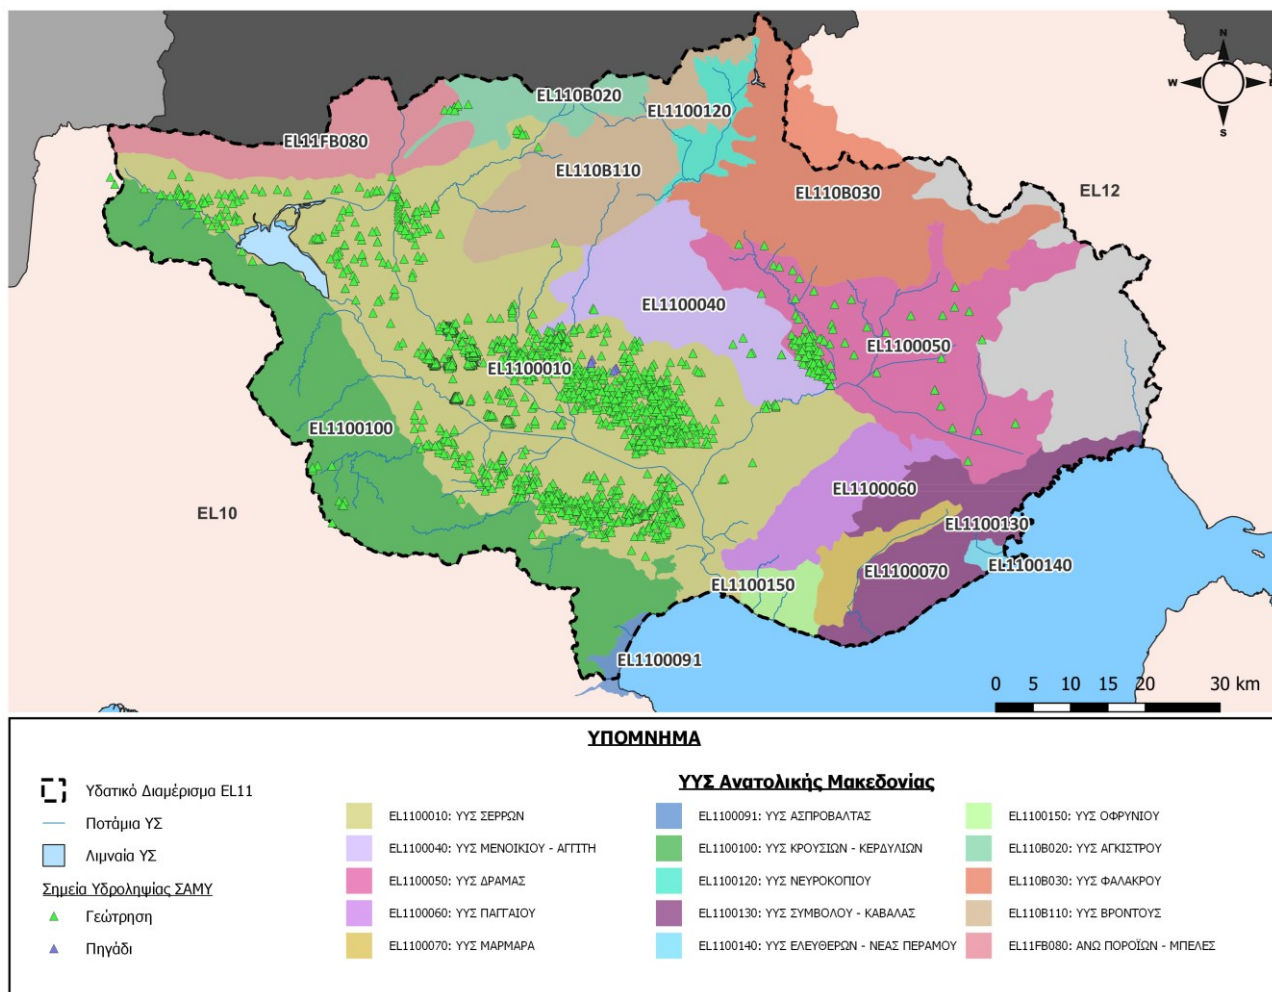 N
W
E
S
EL110B020
EL1100120
EL11FB080
EL110B110
EL110B030
EL12
EL1100040
EL1100050
EL1100010
EL1100100
EL10
EL1100060
EL1100130
EL1100140
EL1100070
EL1100150
EL1100091
0 5 10 15 20 30 km
ΥΠΟΜΝΗΜΑ
Υδατικό Διαμέρισμα EL11
Ποτάμια ΥΣ
Λιμναία ΥΣ
Σημεία Υδροληψίας ΣΑΜΥ
Γεώτρηση
Πηγάδι
ΥΥΣ Ανατολικής Μακεδονίας
EL1100010: ΥΥΣ ΣΕΡΡΩΝ
EL1100040: ΥΥΣ ΜΕΝΟΙΚΙΟΥ - ΑΓΓΙΤΗ
EL1100050: ΥΥΣ ΔΡΑΜΑΣ
EL1100060: ΥΥΣ ΠΑΓΓΑΙΟΥ
EL1100070: ΥΥΣ ΜΑΡΜΑΡΑ
EL1100091: ΥΥΣ ΑΣΠΡΟΒΑΛΤΑΣ
EL1100100: ΥΥΣ ΚΡΟΥΣΙΩΝ - ΚΕΡΔΥΛΙΩΝ
EL1100120: ΥΥΣ ΝΕΥΡΟΚΟΠΙΟΥ
EL1100130: ΥΥΣ ΣΥΜΒΟΛΟΥ - ΚΑΒΑΛΑΣ
EL1100140: ΥΥΣ ΕΛΕΥΘΕΡΩΝ - ΝΕΑΣ ΠΕΡΑΜΟΥ
EL1100150: ΥΥΣ ΟΦΡΥΝΙΟΥ
EL110B020: ΥΥΣ ΑΓΚΙΣΤΡΟΥ
EL110B030: ΥΥΣ ΦΑΛΑΚΡΟΥ
EL110B110: ΥΥΣ ΒΡΟΝΤΟΥΣ
EL11FB080: ΑΝΩ ΠΟΡΟΪΩΝ - ΜΠΕΛΕΣ